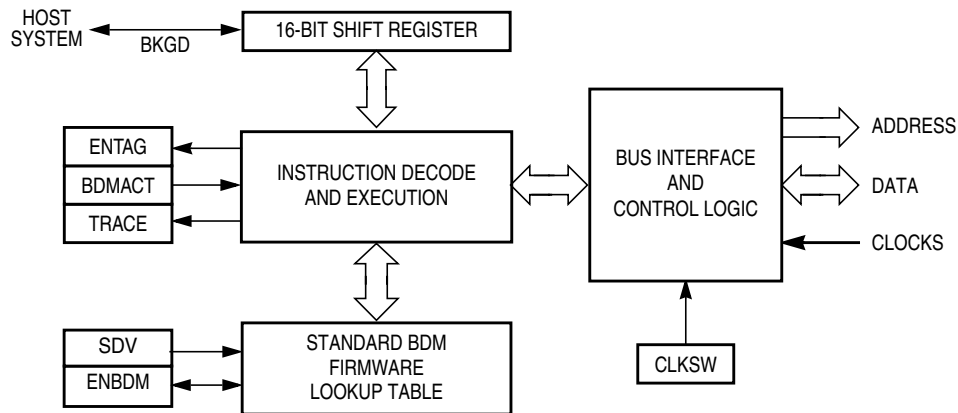 HOST
SYSTEM
BKGD
16-BIT SHIFT REGISTER
ENTAG
BDMACT
TRACE
INSTRUCTION DECODE
AND EXECUTION
BUS INTERFACE
AND
CONTROL LOGIC
ADDRESS
DATA
CLOCKS
SDV
ENBDM
STANDARD BDM
FIRMWARE
LOOKUP TABLE
CLKSW